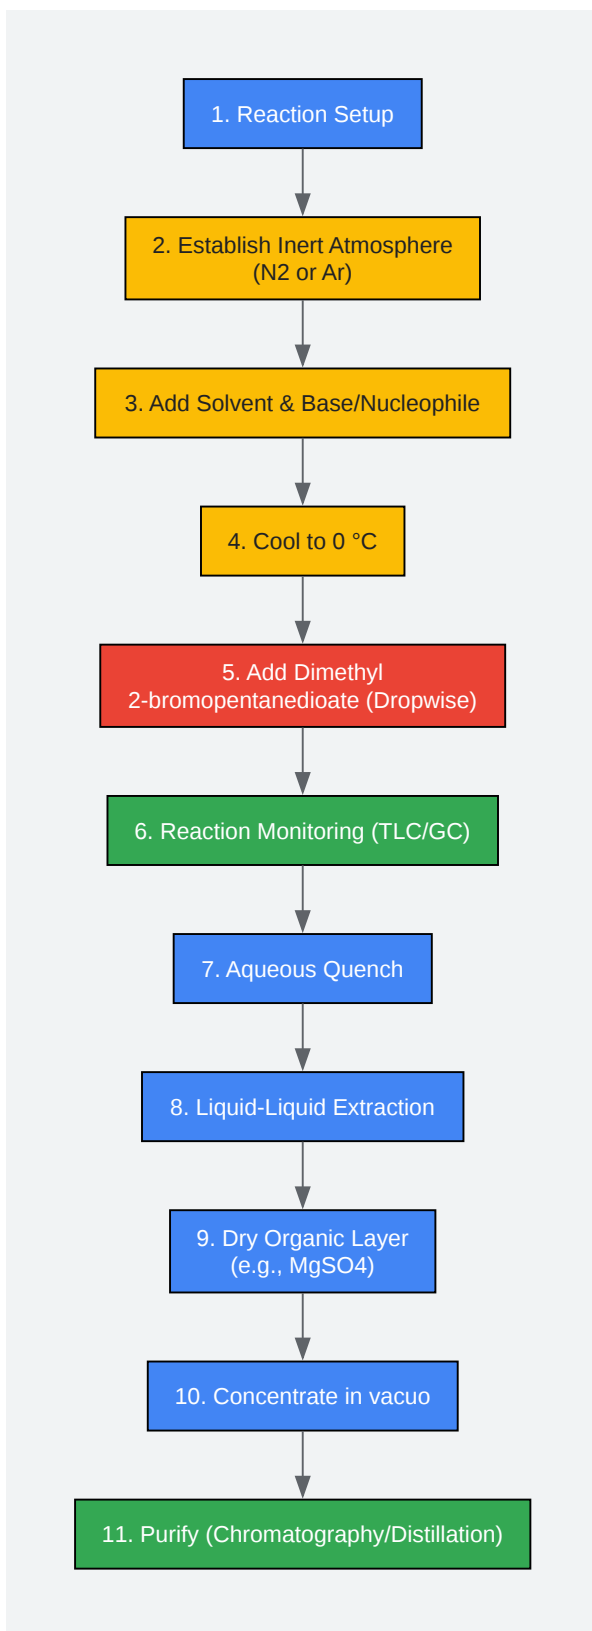 1. Reaction Setup
2. Establish Inert Atmosphere
(N2 or Ar)
3. Add Solvent & Base/Nucleophile
4. Cool to 0 °C
5. Add Dimethyl
2-bromopentanedioate (Dropwise)
6. Reaction Monitoring (TLC/GC)
7. Aqueous Quench
8. Liquid-Liquid Extraction
9. Dry Organic Layer
(e.g., MgSO4)
10. Concentrate in vacuo
11. Purify (Chromatography/Distillation)